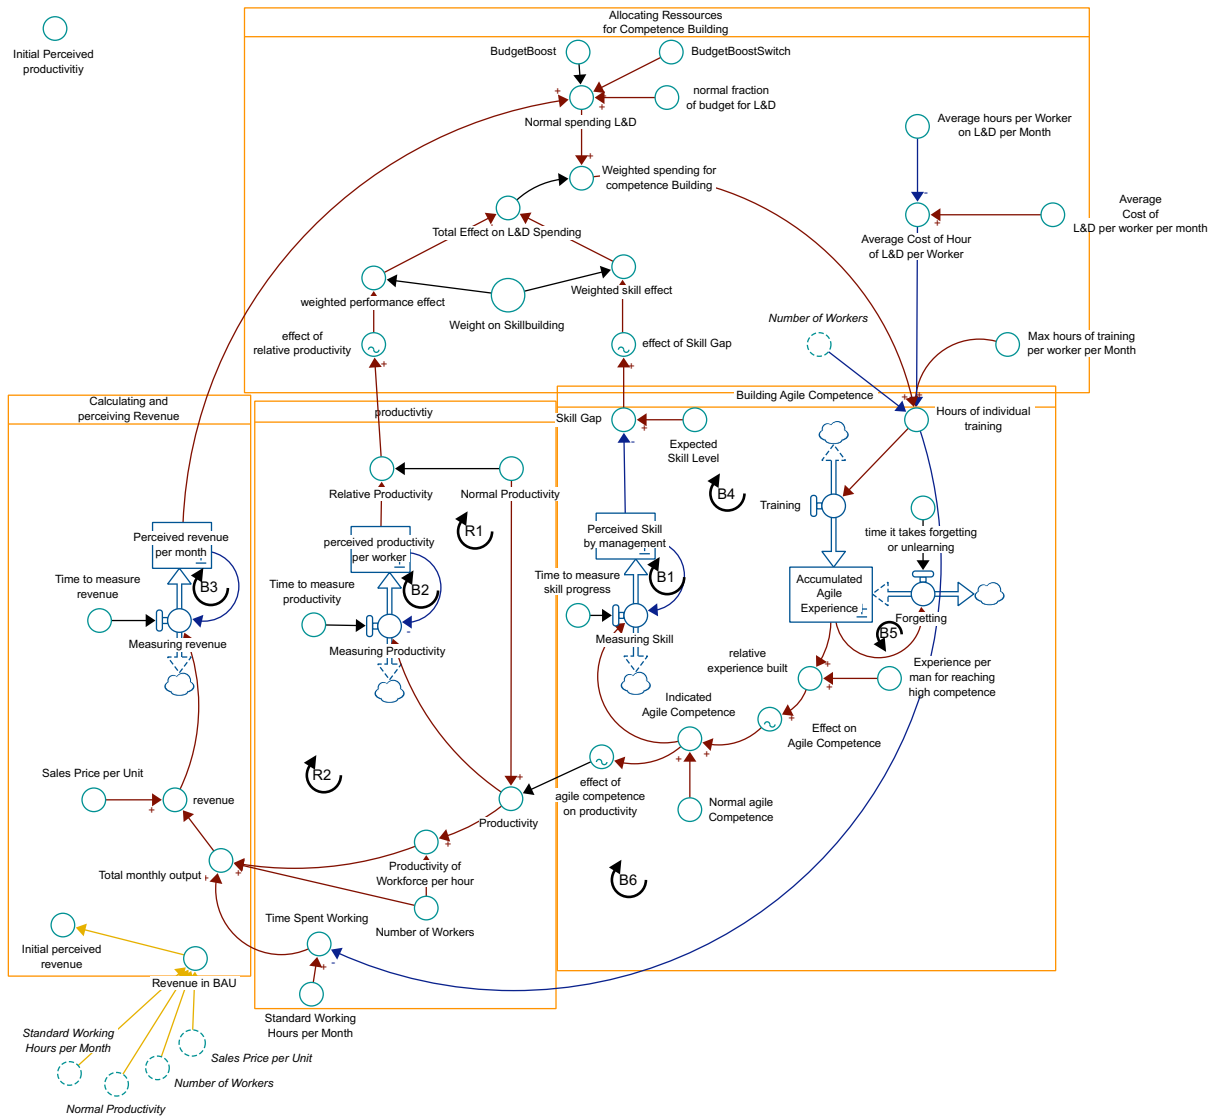 Allocating Ressources
for Competence Building
Initial Perceived
productivitiy
BudgetBoost
BudgetBoostSwitch
normal fraction
of budget for L&D
Normal spending L&D
Average hours per Worker
on L&D per Month
Weighted spending for
competence Building
Average
Cost of
L&D per worker per month
Total Effect on L&D Spending
Average Cost of Hour
of L&D per Worker
weighted performance effect
Weighted skill effect
Weight on Skillbuilding
Number of Workers
effect of
relative productivity
effect of Skill Gap
Max hours of training
per worker per Month
Calculating and
perceiving Revenue
productivtiy
Building Agile Competence
Skill Gap
Expected
Skill Level
Hours of individual
training
Relative Productivity
Normal Productivity
B4
Training
R1
Perceived revenue
per month
perceived productivity
per worker
Perceived Skill
by management
time it takes forgetting
or unlearning
Time to measure
revenue
B3
Time to measure
productivity
B2
Time to measure
skill progress
B1
Accumulated
Agile
Experience
Forgetting
B5
Measuring revenue
Measuring Productivity
Measuring Skill
relative
experience built
Experience per
man for reaching
high competence
Indicated
Agile Competence
Effect on
Agile Competence
R2
Sales Price per Unit
revenue
effect of
agile competence
on productivity
Normal agile
Competence
Productivity
Total monthly output
Productivity of
Workforce per hour
B6
Time Spent Working
Number of Workers
Initial perceived
revenue
Revenue in BAU
Standard Working
Hours per Month
Standard Working
Hours per Month
Sales Price per Unit
Number of Workers
Normal Productivity